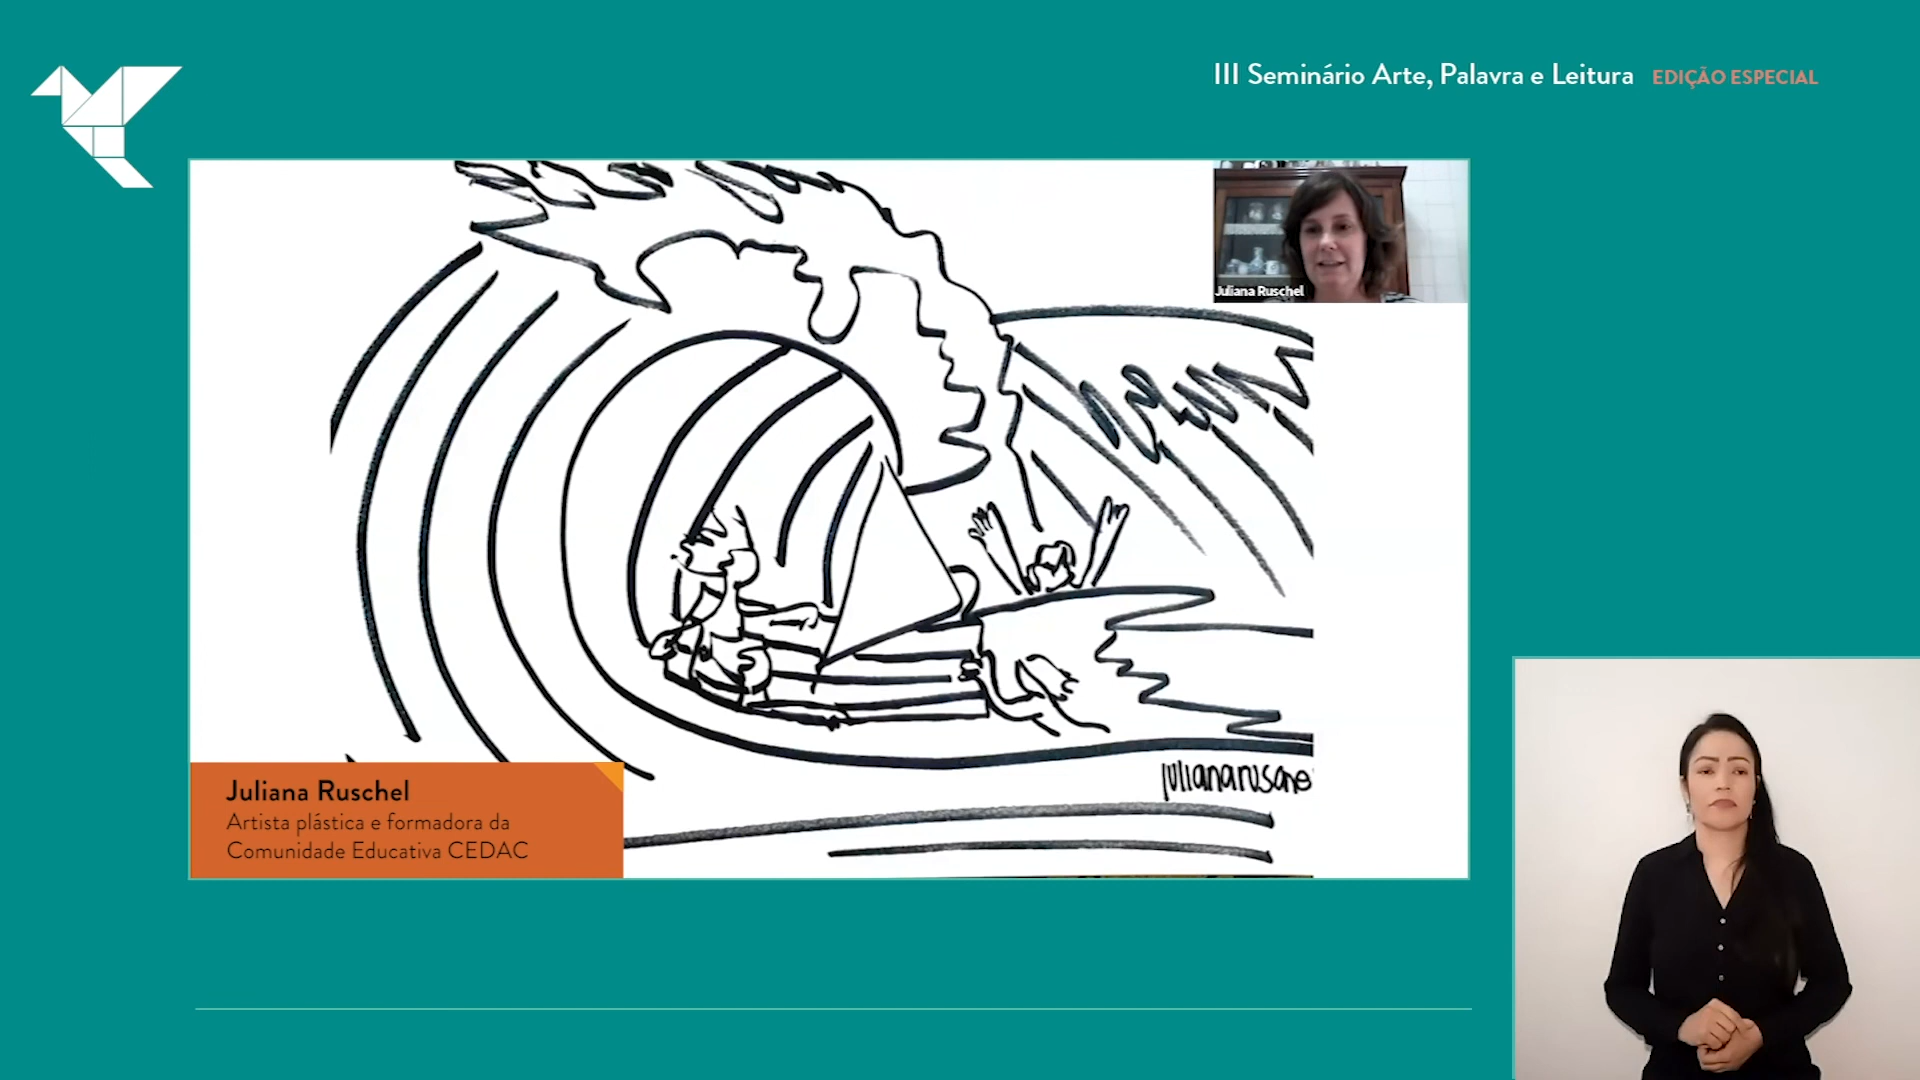 III Seminário Arte, Palavra e Leitura EDIÇÃO ESPECIAL
Juliana Ruschel
Juliana Ruschel
Artista plástica e formadora da
Comunidade Educativa CEDAC